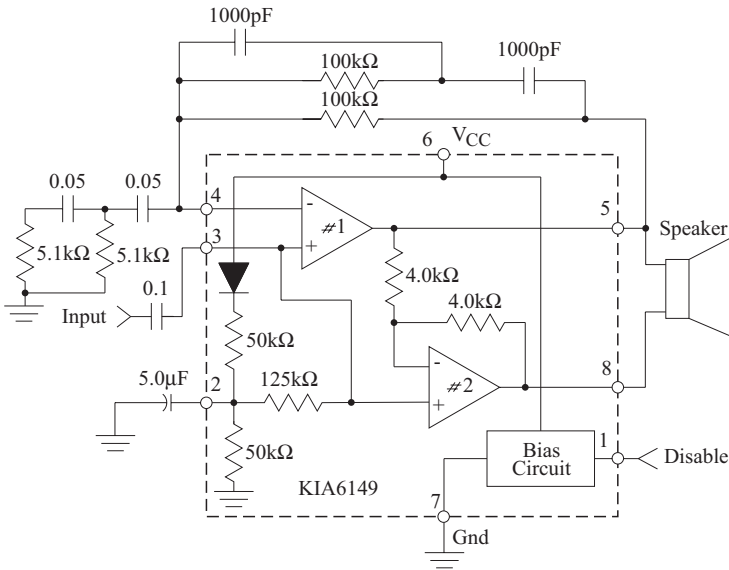 1000pF
1000pF
100kΩ
100kΩ
6
VCC
0.05
0.05
4
5
-
#1
+
3
Speaker
5.1kΩ
5.1kΩ
4.0kΩ
0.1
4.0kΩ
Input
50kΩ
-
#2
+
8
5.0μF
2
125kΩ
50kΩ
Bias
Circuit
1
Disable
KIA6149
7
Gnd